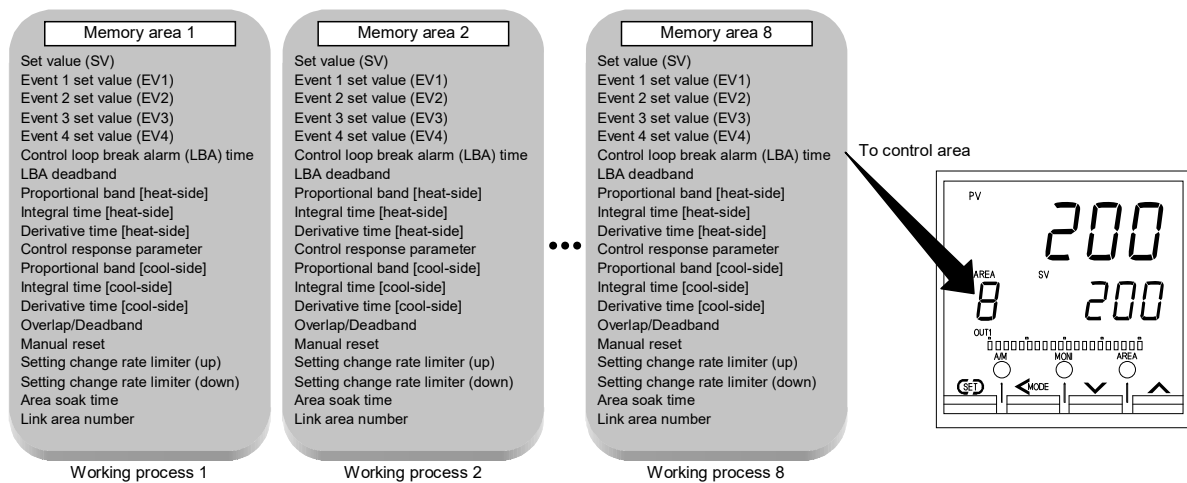 Memory area 1
Set value (SV)
Event 1 set value (EV1)
Event 2 set value (EV2)
Event 3 set value (EV3)
Event 4 set value (EV4)
Control loop break alarm (LBA) time
LBA deadband
Proportional band [heat-side]
Integral time [heat-side]
Derivative time [heat-side]
Control response parameter
Proportional band [cool-side]
Integral time [cool-side]
Derivative time [cool-side]
Overlap/Deadband
Manual reset
Setting change rate limiter (up)
Setting change rate limiter (down)
Area soak time
Link area number
Working process 1
Memory area 2
Set value (SV)
Event 1 set value (EV1)
Event 2 set value (EV2)
Event 3 set value (EV3)
Event 4 set value (EV4)
Control loop break alarm (LBA) time
LBA deadband
Proportional band [heat-side]
Integral time [heat-side]
Derivative time [heat-side]
Control response parameter
Proportional band [cool-side]
Integral time [cool-side]
Derivative time [cool-side]
Overlap/Deadband
Manual reset
Setting change rate limiter (up)
Setting change rate limiter (down)
Area soak time
Link area number
Working process 2
•••
Memory area 8
Set value (SV)
Event 1 set value (EV1)
Event 2 set value (EV2)
Event 3 set value (EV3)
Event 4 set value (EV4)
Control loop break alarm (LBA) time
LBA deadband
Proportional band [heat-side]
Integral time [heat-side]
Derivative time [heat-side]
Control response parameter
Proportional band [cool-side]
Integral time [cool-side]
Derivative time [cool-side]
Overlap/Deadband
Manual reset
Setting change rate limiter (up)
Setting change rate limiter (down)
Area soak time
Link area number
Working process 8
To control area
PV
200
AREA SV
8 200
OUT1
A/M MONI AREA
SET MODE